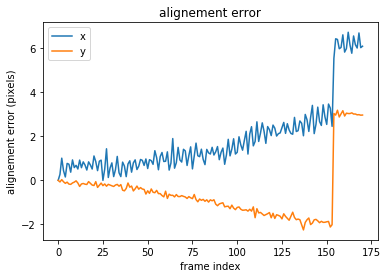 alignement error
x
y
alignement error (pixels)
6
4
2
0
−2
0
25
50
75
100
125
150
175
frame index